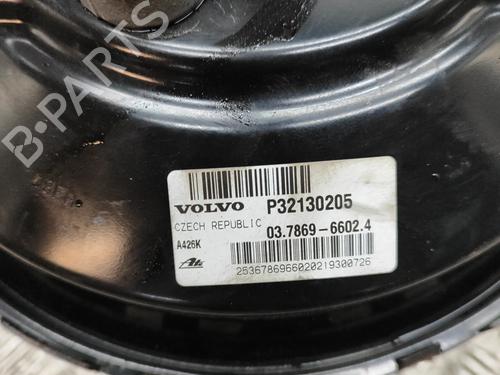 B-PARTS
VOLVO P32130205
CZECH REPUBLIC 03.7869-6602.4
A426K
Ate
2536786966020219300726